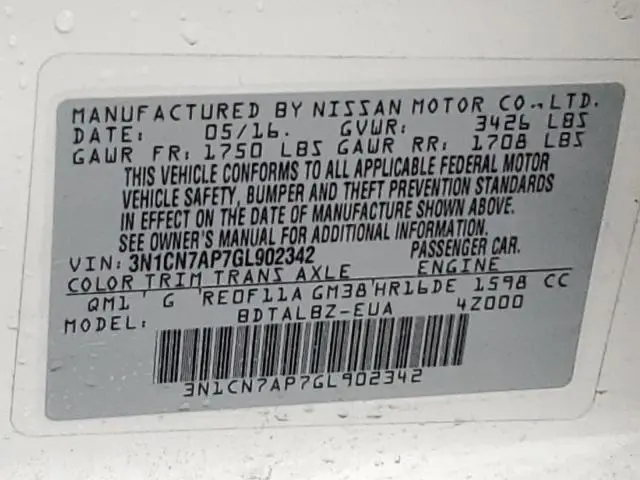 MANUFACTURED BY NISSAN MOTOR CO.,LTD.
DATE: 05/16. GVWR: 3426 LBS
GAWR FR: 1750 LBS GAWR RR: 1708 LBS
THIS VEHICLE CONFORMS TO ALL APPLICABLE FEDERAL MOTOR
VEHICLE SAFETY, BUMPER AND THEFT PREVENTION STANDARDS
IN EFFECT ON THE DATE OF MANUFACTURE SHOWN ABOVE.
SEE OWNER'S MANUAL FOR ADDITIONAL INFORMATION.
VIN: 3N1CN7AP7GL902342 PASSENGER CAR.
COLOR TRIM TRANS AXLE ENGINE
QM1 G RE0F11A GM38 HR16DE 1598 CC
MODEL: BDTALBZ-EUA 4Z000
3N1CN7AP7GL902342